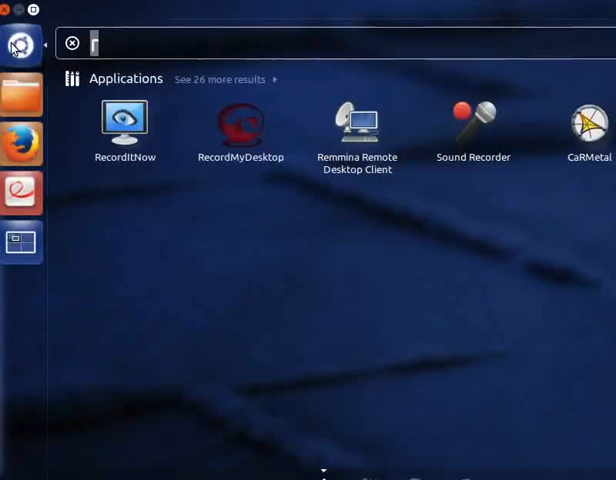 r
Applications See 26 more results
RecordItNow RecordMyDesktop Remmina Remote Desktop Client Sound Recorder CaRMetal